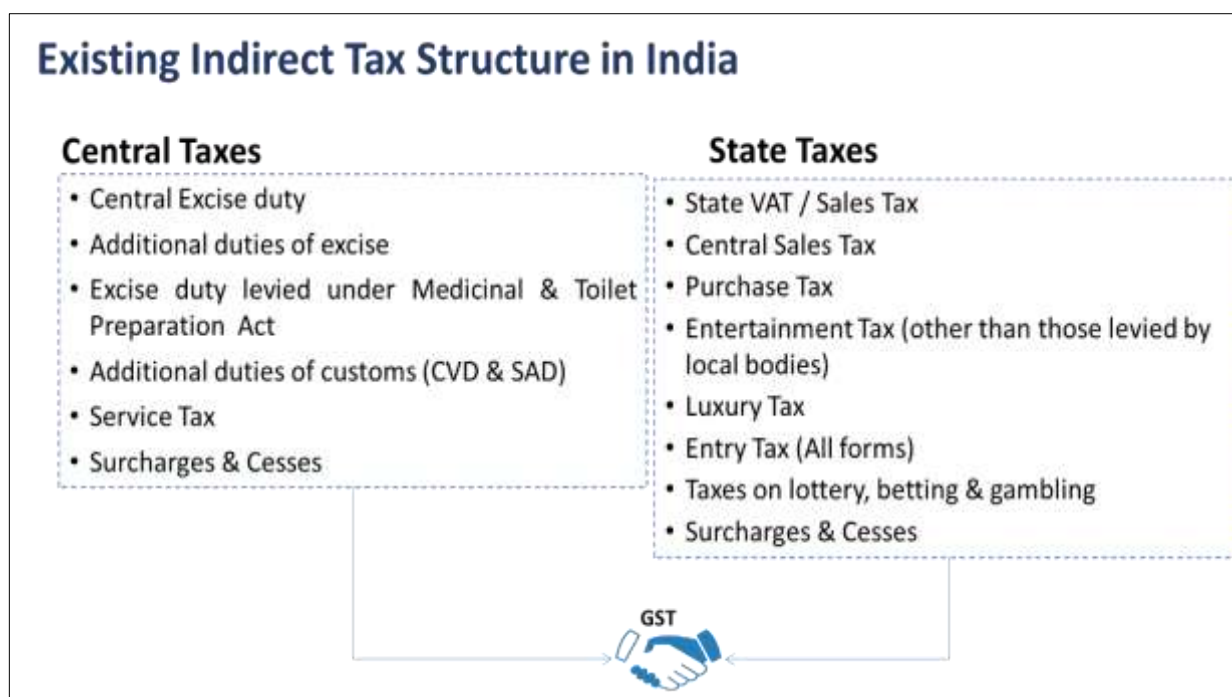 Existing Indirect Tax Structure in India
Central Taxes
• Central Excise duty
• Additional duties of excise
• Excise duty levied under Medicinal & Toilet
Preparation Act
• Additional duties of customs (CVD & SAD)
• Service Tax
• Surcharges & Cesses
State Taxes
• State VAT / Sales Tax
• Central Sales Tax
• Purchase Tax
• Entertainment Tax (other than those levied by
local bodies)
• Luxury Tax
• Entry Tax (All forms)
• Taxes on lottery, betting & gambling
• Surcharges & Cesses
GST